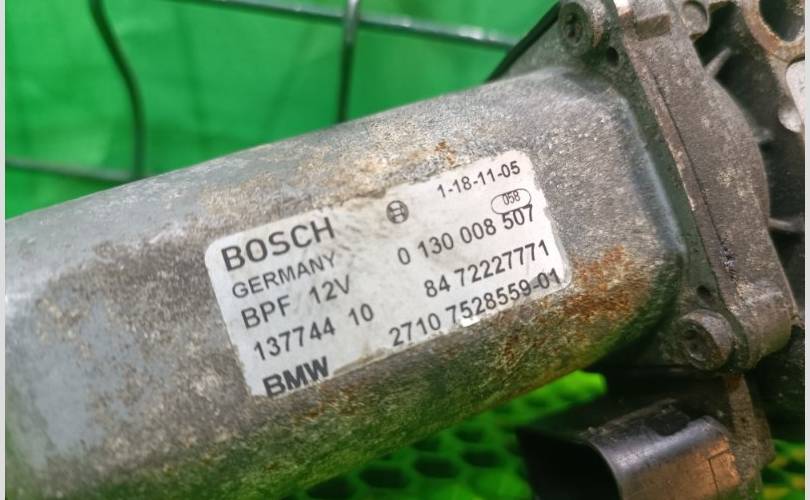 1-18-11-05
058
BOSCH 0 130 008 507
GERMANY
BPF 12V 84 72227771
137744 10 2710 7528559-01
BMW